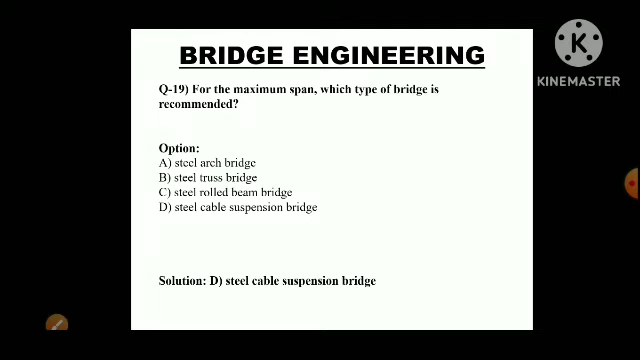 BRIDGE ENGINEERING
KINEMASTER
Q-19) For the maximum span, which type of bridge is
recommended?
Option:
A) steel arch bridge
B) steel truss bridge
C) steel rolled beam bridge
D) steel cable suspension bridge
Solution: D) steel cable suspension bridge